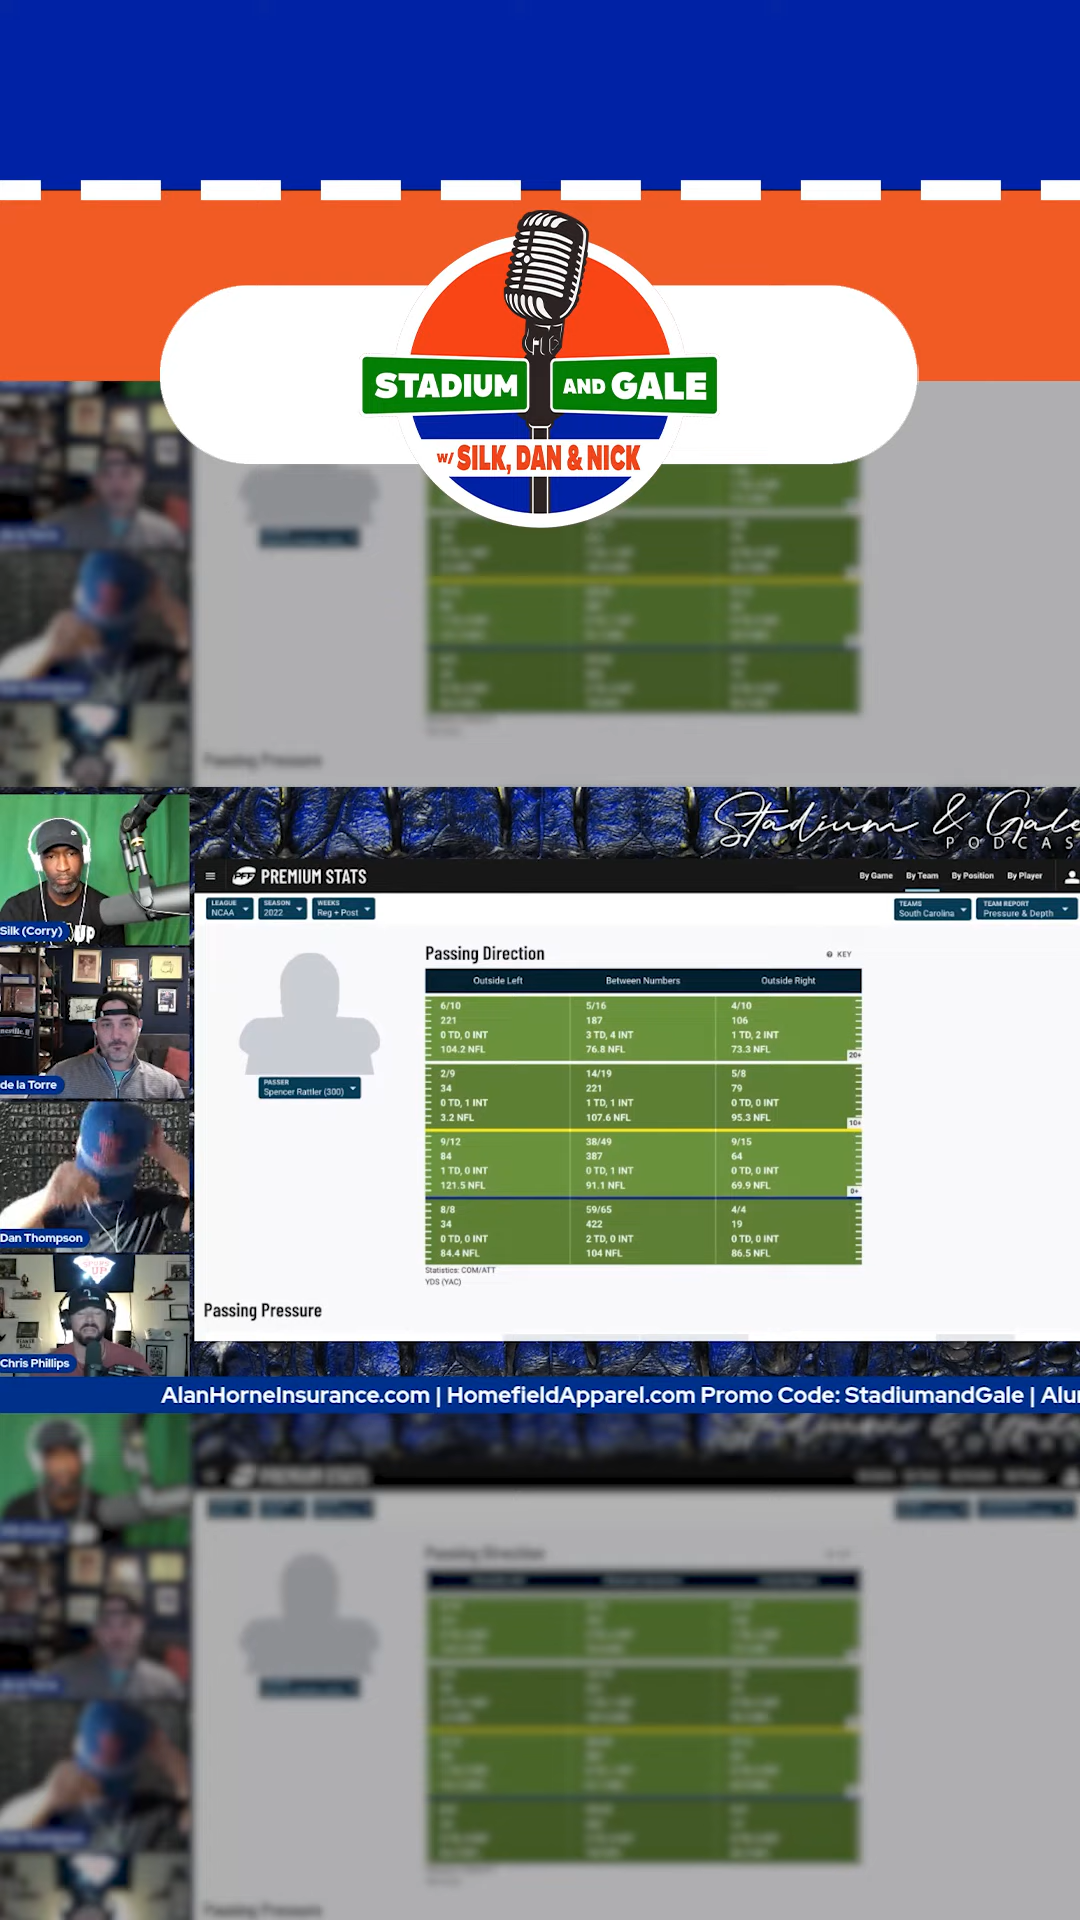 STADIUM AND GALE
W/ SILK, DAN & NICK
Stadium & Gale
PODCAS
PFF PREMIUM STATS
By Game By Team By Position By Player
LEAGUE NCAA
SEASON 2022
WEEKS Reg + Post
TEAMS South Carolina
TEAM REPORT Pressure & Depth
Passing Direction
KEY
Outside Left Between Numbers Outside Right
6/10 5/16 4/10
221 187 106
0 TD, 0 INT 3 TD, 4 INT 1 TD, 2 INT
104.2 NFL 76.8 NFL 73.3 NFL
20+
2/9 14/19 5/8
34 221 79
0 TD, 1 INT 1 TD, 1 INT 0 TD, 0 INT
3.2 NFL 107.6 NFL 95.3 NFL
10+
9/12 38/49 9/15
84 387 64
1 TD, 0 INT 0 TD, 1 INT 0 TD, 0 INT
121.5 NFL 91.1 NFL 69.9 NFL
0+
8/8 59/65 4/4
34 422 19
0 TD, 0 INT 2 TD, 0 INT 0 TD, 0 INT
84.4 NFL 104 NFL 86.5 NFL
Statistics: COM/ATT
YDS (YAC)
PASSER
Spencer Rattler (300)
Passing Pressure
Silk (Corry)
UP
de la Torre
Dan Thompson
SPURS
UP
Chris Phillips
AlanHorneInsurance.com | HomefieldApparel.com Promo Code: StadiumandGale | Alu
Passing Pressure